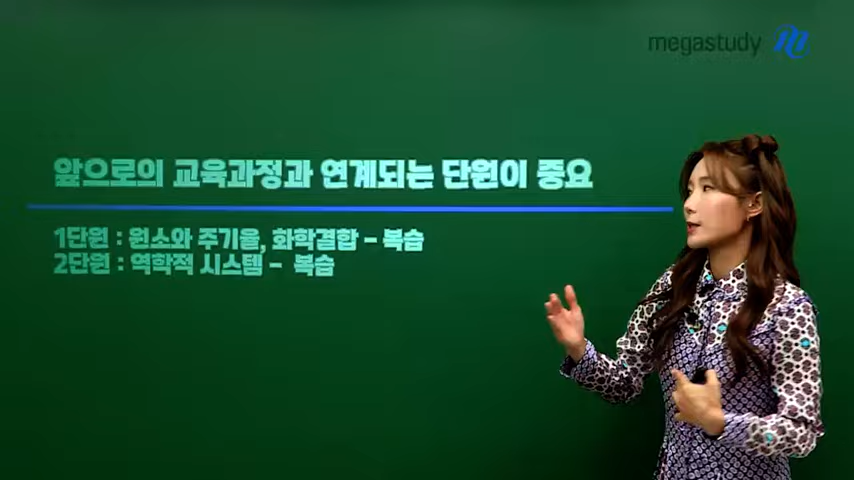 megastudy
앞으로의 교육과정과 연계되는 단원이 중요
1단원 : 원소와 주기율, 화학결합 - 복습
2단원 : 역학적 시스템 - 복습